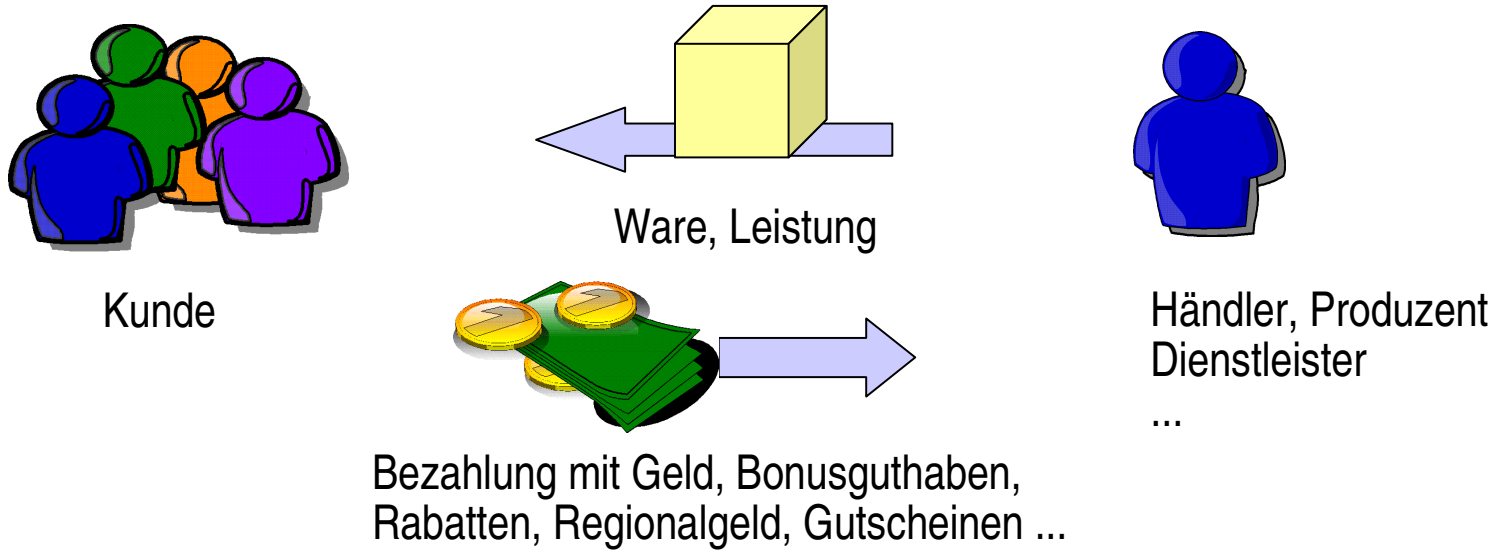 Ware, Leistung
Kunde
Händler, Produzent
Dienstleister
...
Bezahlung mit Geld, Bonusguthaben,
Rabatten, Regionalgeld, Gutscheinen ...